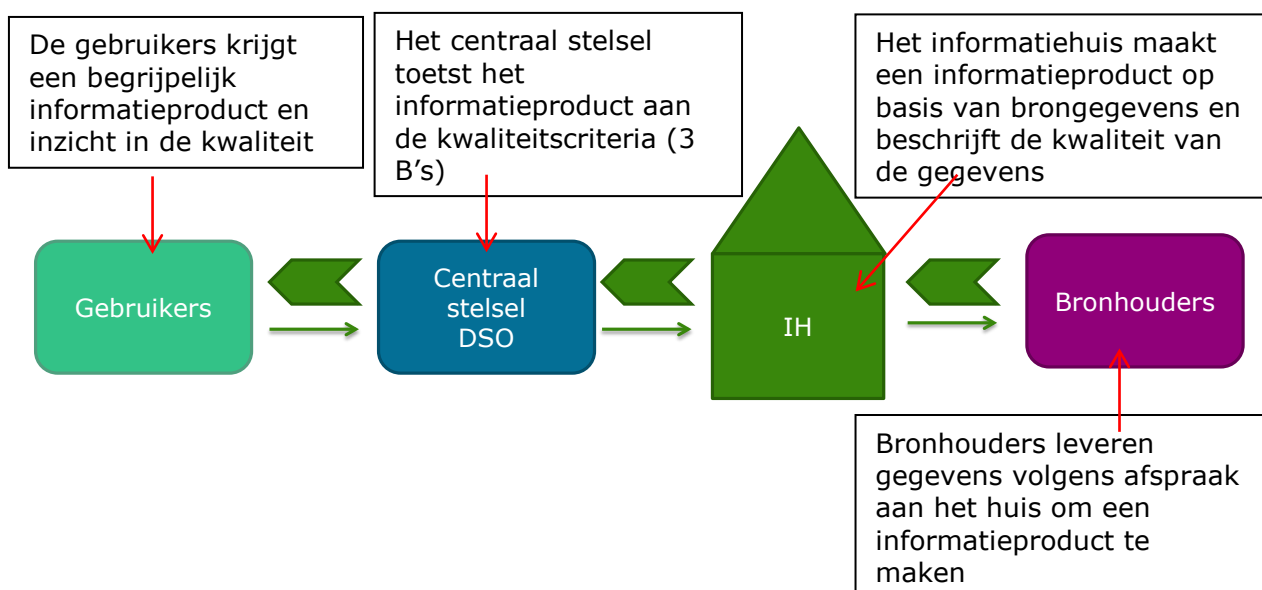 De gebruikers krijgt
een begrijpelijk
informatieproduct en
inzicht in de kwaliteit
Het centraal stelsel
toetst het
informatieproduct aan
de kwaliteitscriteria (3
B’s)
Het informatiehuis maakt
een informatieproduct op
basis van brongegevens en
beschrijft de kwaliteit van
de gegevens
Gebruikers
Centraal
stelsel
DSO
IH
Bronhouders
Bronhouders leveren
gegevens volgens afspraak
aan het huis om een
informatieproduct te
maken